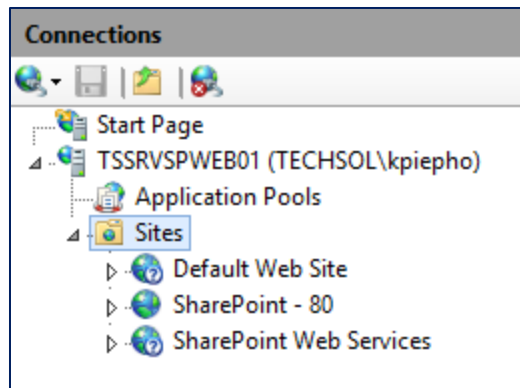 Connections
Start Page
TSSRVSPWEB01 (TECHSOL\kpiepho)
Application Pools
Sites
Default Web Site
SharePoint - 80
SharePoint Web Services